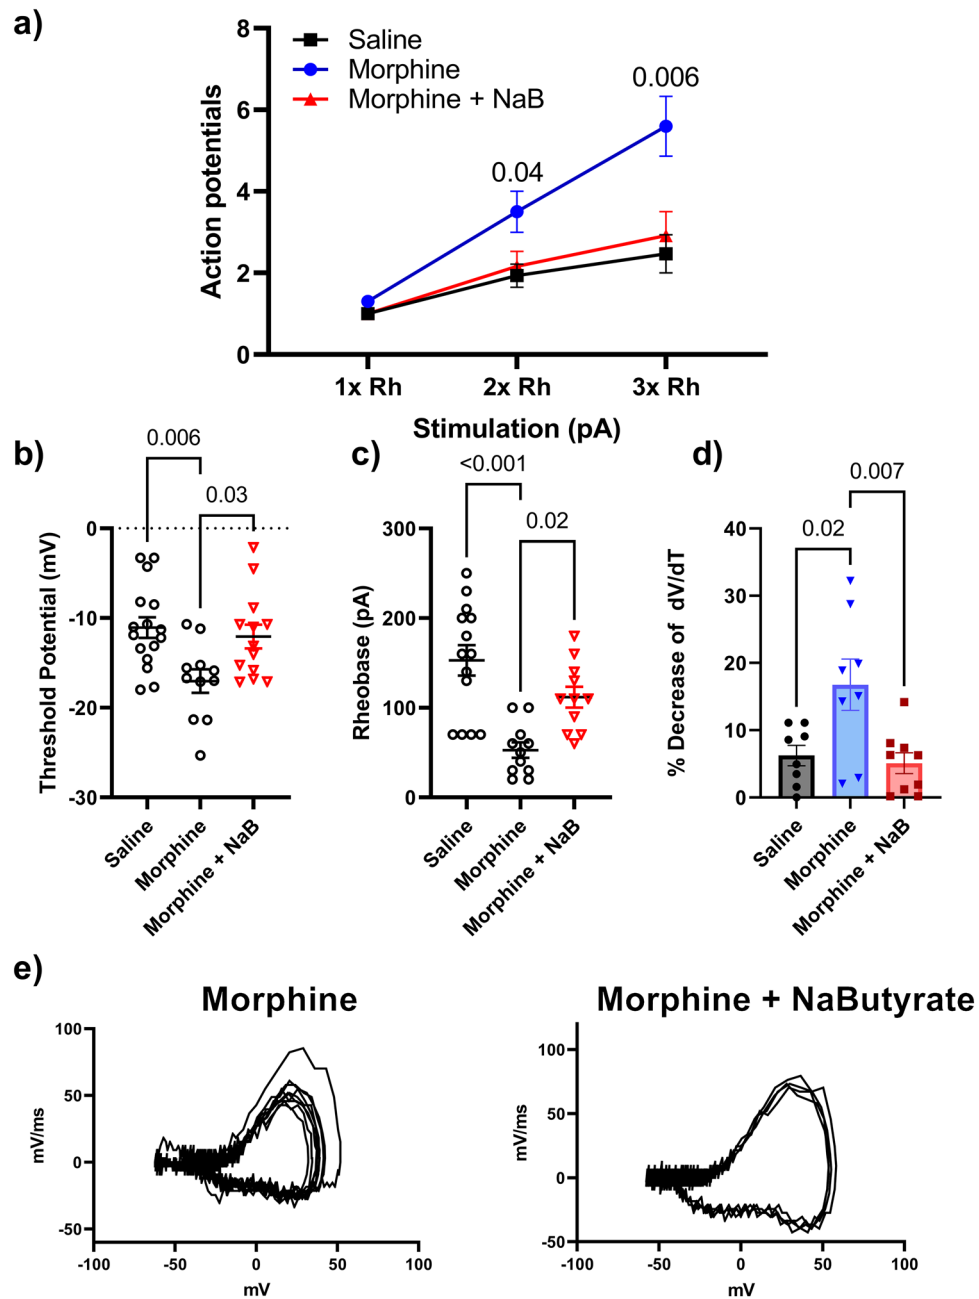 a)
8
6
4
2
0
Action potentials
Saline
Morphine
Morphine + NaB
0.04
0.006
1x Rh
2x Rh
3x Rh
Stimulation (pA)
b)
0.006
0.03
0
-10
-20
-30
Threshold Potential (mV)
Saline
Morphine
Morphine + NaB
c)
<0.001
0.02
300
200
100
0
Rheobase (pA)
Saline
Morphine
Morphine + NaB
d)
0.007
0.02
40
30
20
10
0
% Decrease of dV/dT
Saline
Morphine
Morphine + NaB
e)
Morphine
100
50
0
-50
mV/ms
-100
-50
0
50
100
mV
Morphine + NaButyrate
100
50
0
-50
mV/ms
-100
-50
0
50
100
mV